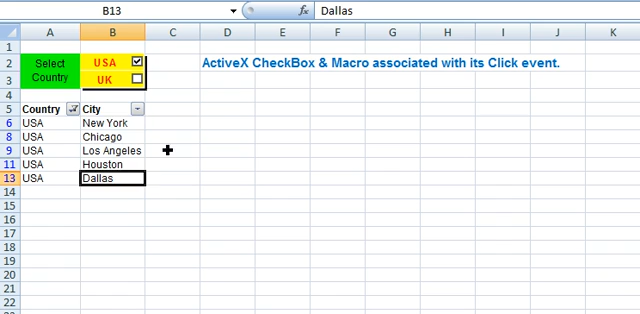 B13 fx Dallas
A B C D E F G H I J K
1
2 Select Country USA ActiveX CheckBox & Macro associated with its Click event.
3 UK
4
5 Country City
6 USA New York
8 USA Chicago
9 USA Los Angeles
11 USA Houston
13 USA Dallas
14
15
16
17
18
19
20
21
22